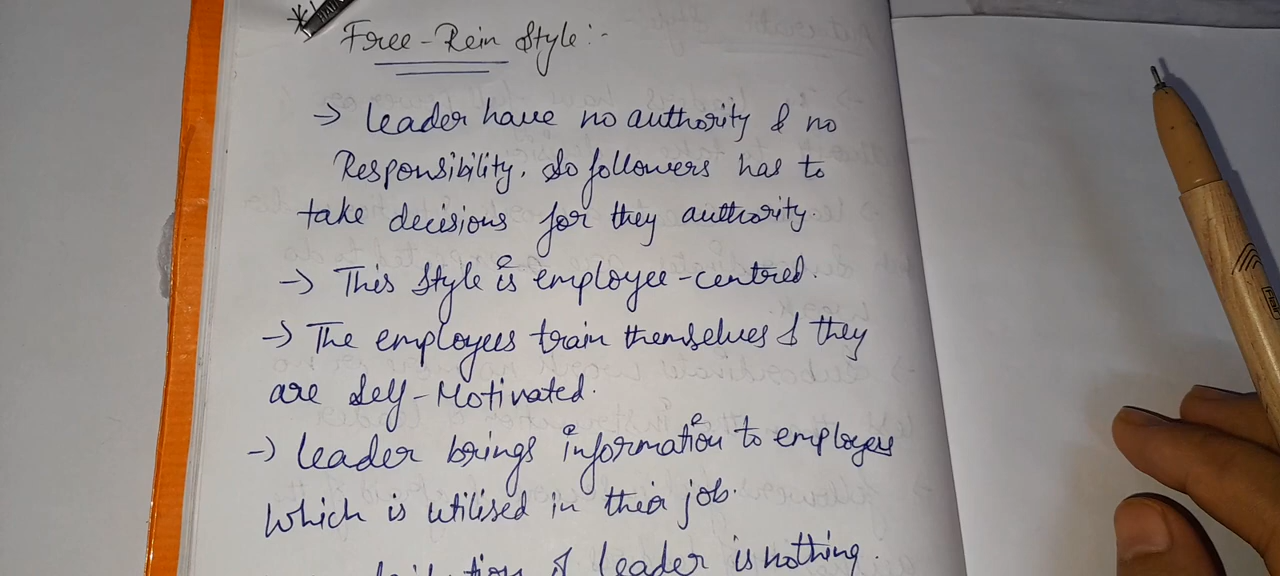 Free-Rein Style:-
→ Leader have no authority & no
Responsibility. So followers has to
take decisions for they authority.
→ This Style is employee-centred.
→ The employees train themselves & they
are Self-Motivated.
→ Leader brings information to employees
which is utilised in their job.
of leader is nothing.